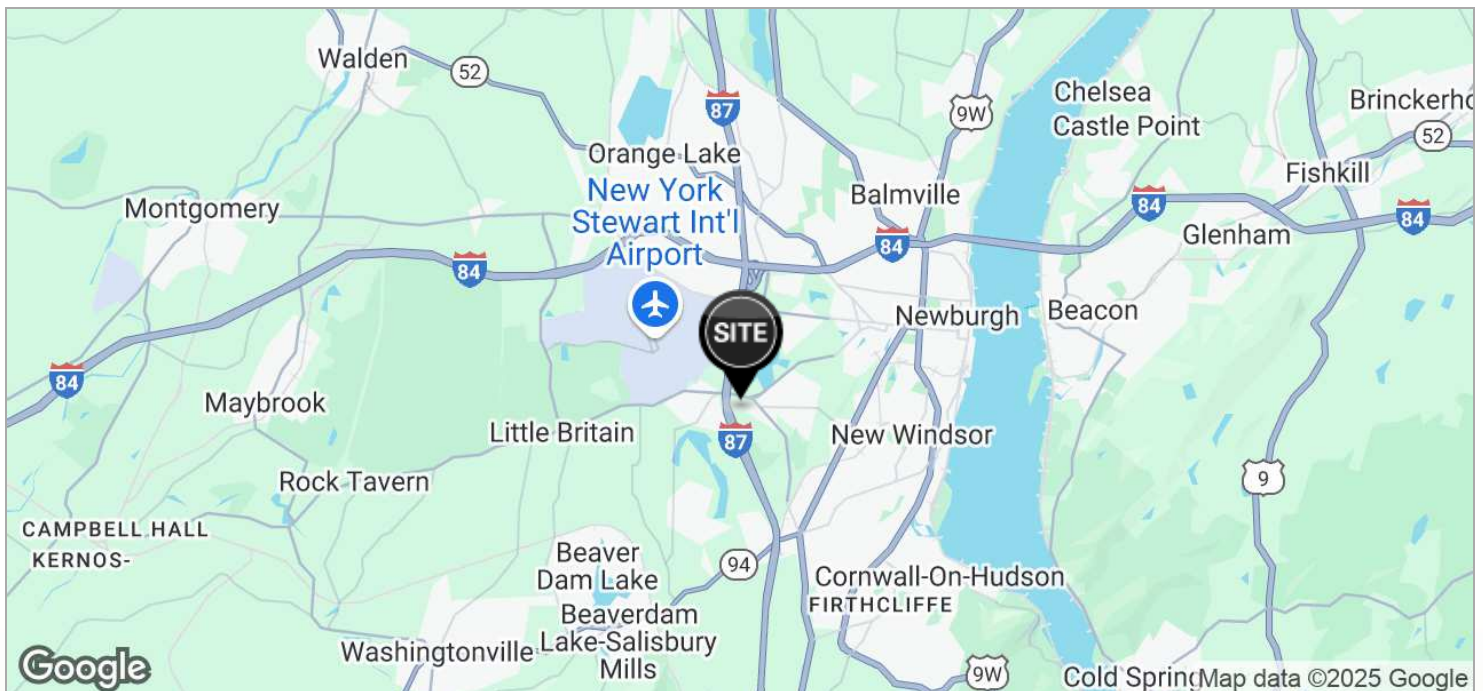 Walden
52
87
9W
Chelsea
Castle Point
Brinckerho
52
Orange Lake
Fishkill
New York
Stewart Int'l
Airport
Balmville
Montgomery
84
84
84
Glenham
84
SITE
Newburgh
Beacon
84
Maybrook
Little Britain
87
New Windsor
Rock Tavern
9
CAMPBELL HALL
KERNOS-
Beaver
Dam Lake
94
Cornwall-On-Hudson
FIRTHCLIFFE
Beaverdam
Lake-Salisbury
Mills
Washingtonville
9W
Cold Spring
Google
Map data ©2025 Google